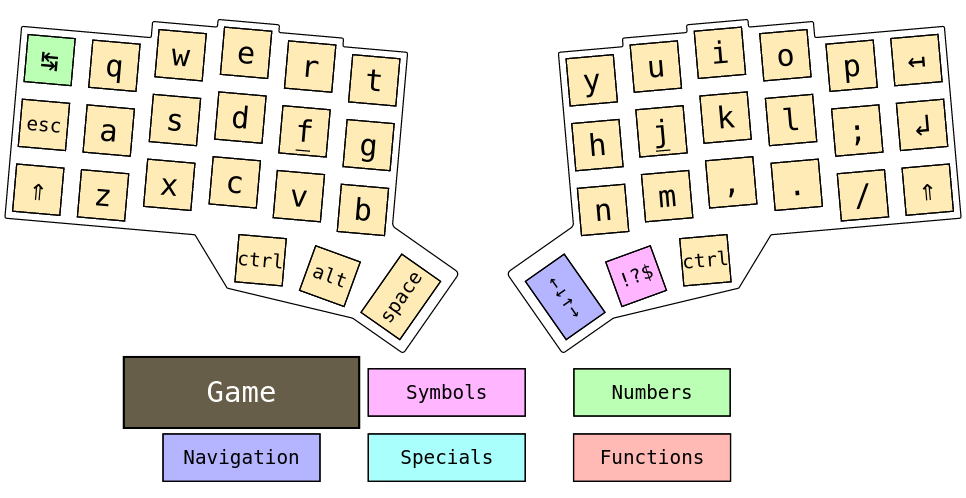 ↹ q w e r t y u i o p ↤
esc a s d f g h j k l ; ↲
⇑ z x c v b n m , . / ⇑
ctrl alt space ←↓↑→ !?$ ctrl
Game Symbols Numbers
Navigation Specials Functions